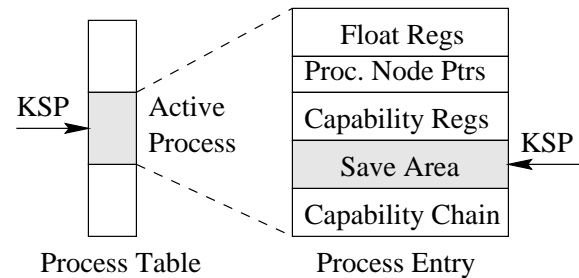 Float Regs
Proc. Node Ptrs
KSP
Active
Process
Capability Regs
KSP
Save Area
Capability Chain
Process Table
Process Entry